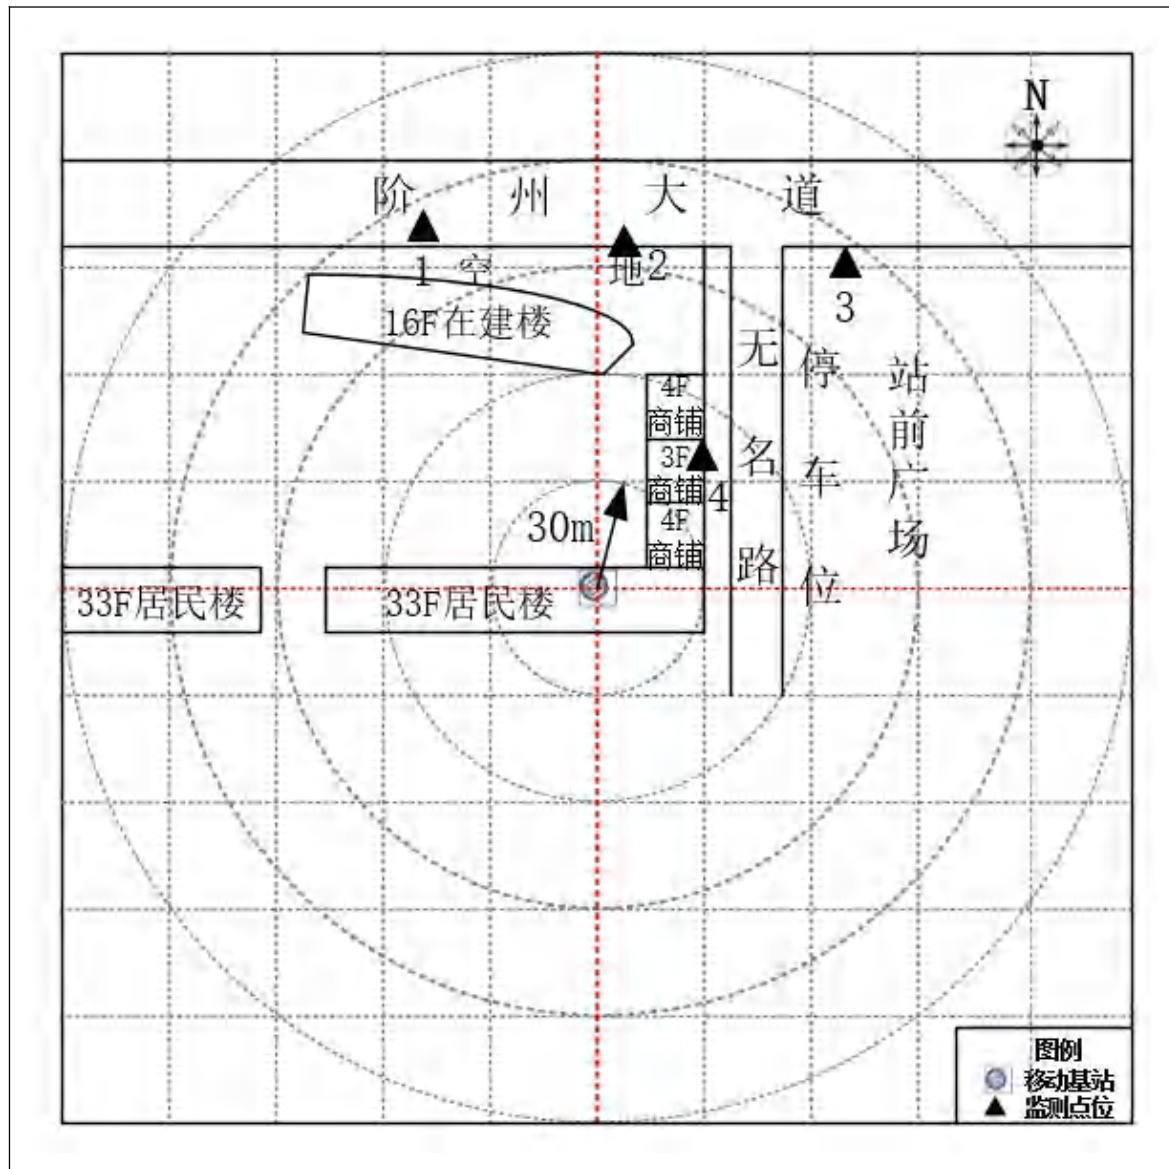 N
阶州大道
1 空地 2
3
16F在建楼
无名路
停车位
站前广场
4F
商铺
3F
商铺
4
4F
商铺
30m
33F居民楼
33F居民楼
图例
移动基站
监测点位